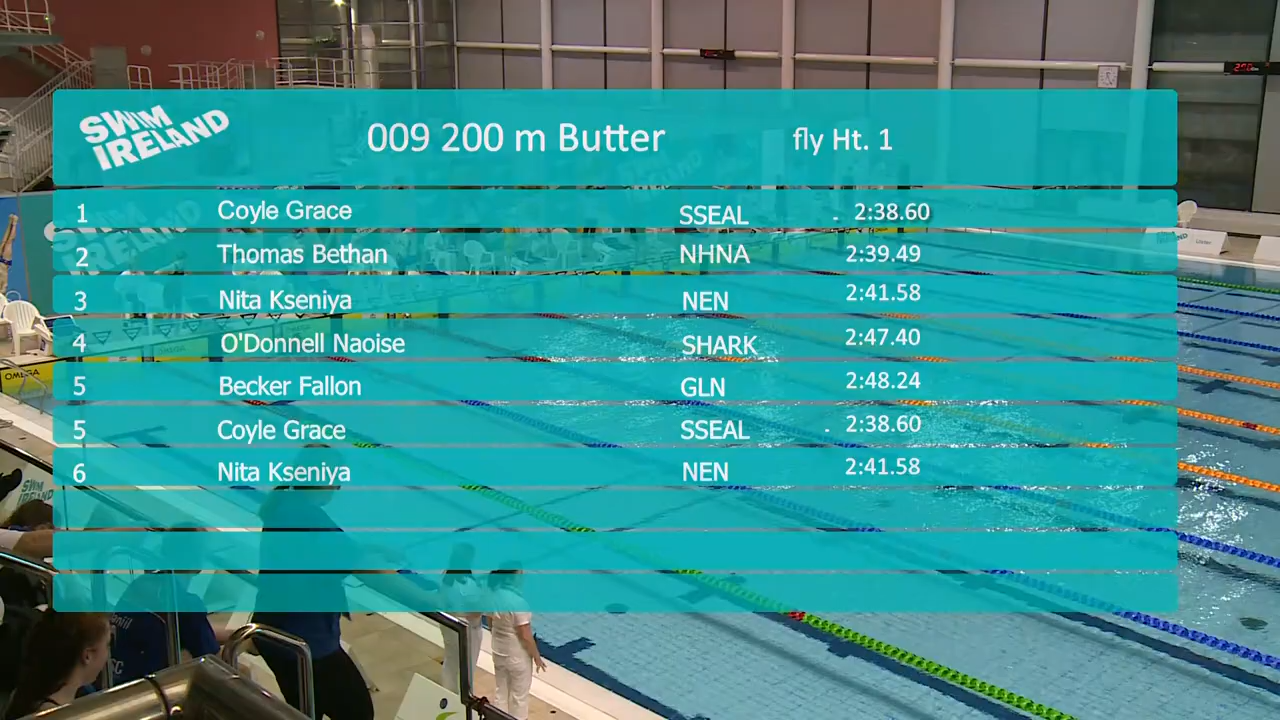 SWIM
IRELAND
009 200 m Butter fly Ht. 1
1 Coyle Grace SSEAL . 2:38.60
2 Thomas Bethan NHNA 2:39.49
3 Nita Kseniya NEN 2:41.58
4 O'Donnell Naoise SHARK 2:47.40
5 Becker Fallon GLN 2:48.24
5 Coyle Grace SSEAL . 2:38.60
6 Nita Kseniya NEN 2:41.58
OMEGA
SWIM
IRELAND